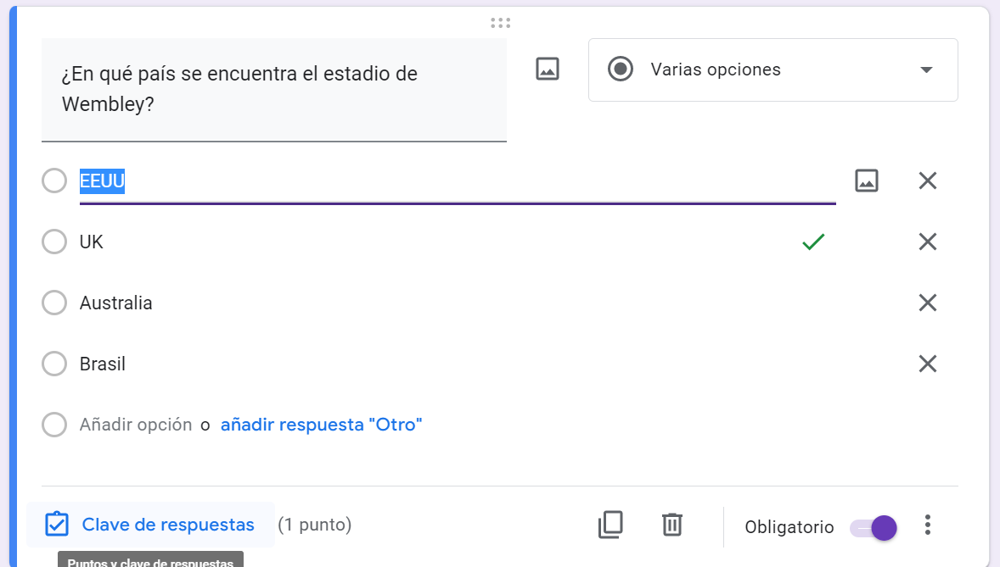 ¿En qué país se encuentra el estadio de
Wembley?
Varias opciones
EEUU
UK
Australia
Brasil
Añadir opción o añadir respuesta "Otro"
Clave de respuestas (1 punto)
Obligatorio
Puntos y clave de respuestas